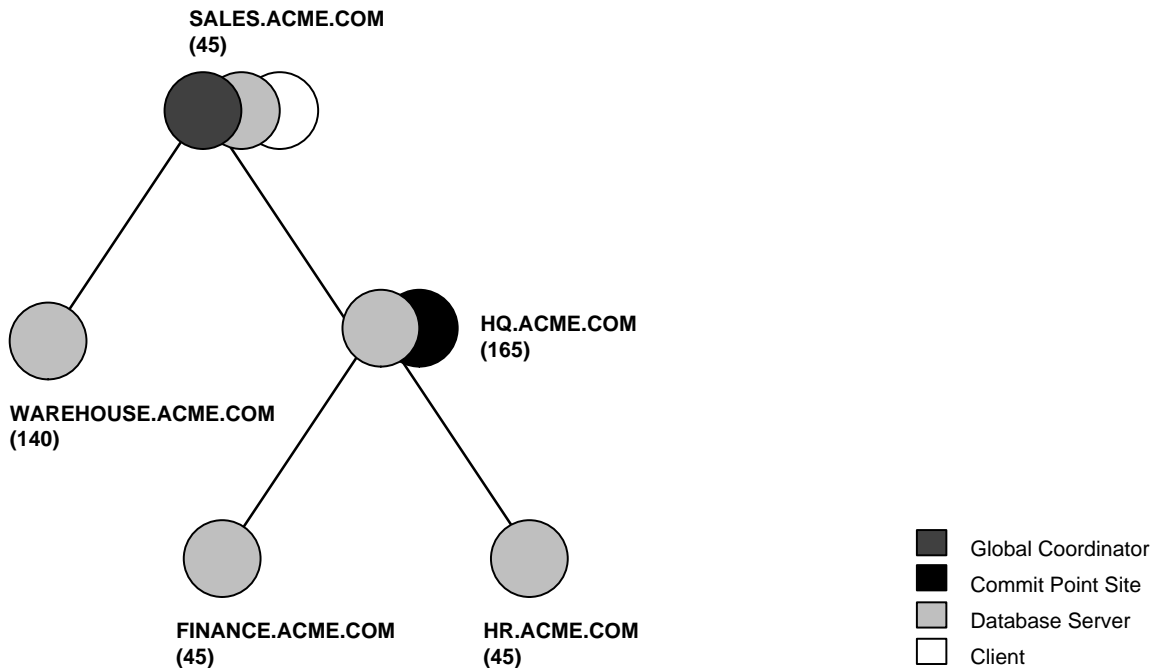 SALES.ACME.COM
(45)
HQ.ACME.COM
(165)
WAREHOUSE.ACME.COM
(140)
FINANCE.ACME.COM
(45)
HR.ACME.COM
(45)
Global Coordinator
Commit Point Site
Database Server
Client